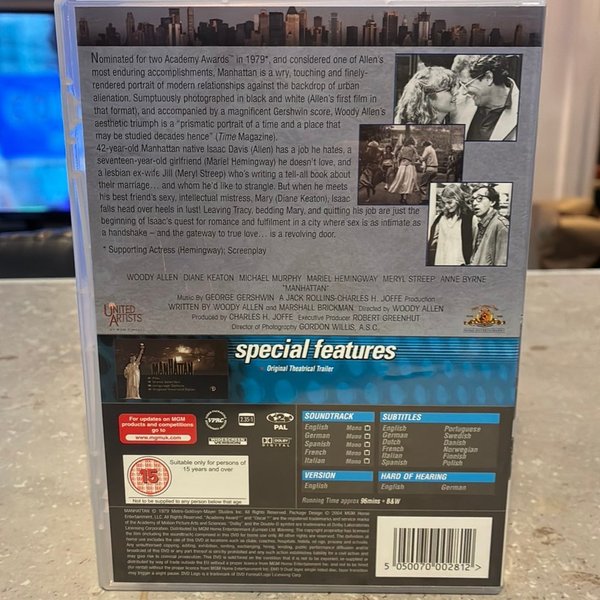 Nominated for two Academy Awards™ in 1979*, and considered one of Allen's
most enduring accomplishments, Manhattan is a wry, touching and finely-
rendered portrait of modern relationships against the backdrop of urban
alienation. Sumptuously photographed in black and white (Allen's first film in
that format), and accompanied by a magnificent Gershwin score, Woody Allen's
aesthetic triumph is a "prismatic portrait of a time and a place that
may be studied decades hence" (Time Magazine).
42-year-old Manhattan native Isaac Davis (Allen) has a job he hates, a
seventeen-year-old girlfriend (Mariel Hemingway) he doesn't love, and
a lesbian ex-wife Jill (Meryl Streep) who's writing a tell-all book about
their marriage... and whom he'd like to strangle. But when he meets
his best friend's sexy, intellectual mistress, Mary (Diane Keaton), Isaac
falls head over heels in lust! Leaving Tracy, bedding Mary, and quitting his job are just the
beginning of Isaac's quest for romance and fulfilment in a city where sex is as intimate as
a handshake – and the gateway to true love... is a revolving door.
* Supporting Actress (Hemingway); Screenplay
WOODY ALLEN DIANE KEATON MICHAEL MURPHY MARIEL HEMINGWAY MERYL STREEP ANNE BYRNE
"MANHATTAN"
Music by GEORGE GERSHWIN A JACK ROLLINS-CHARLES H. JOFFE Production
WRITTEN BY WOODY ALLEN and MARSHALL BRICKMAN Directed by WOODY ALLEN
Produced by CHARLES H. JOFFE Executive Producer ROBERT GREENHUT
Director of Photography GORDON WILLIS, A.S.C.
UNITED
ARTISTS
special features
Original Theatrical Trailer
MANHATTAN
For updates on MGM
products and competitions
go to
www.mgmuk.com
VPRC
2.35:1
PAL
WIDESCREEN
VERSION
DOLBY
DIGITAL
15
Suitable only for persons of
15 years and over
Not to be supplied to any person below that age
SOUNDTRACK
English Mono
German Mono
Spanish Mono
French Mono
Italian Mono
SUBTITLES
English Portuguese
German Swedish
Dutch Danish
French Norwegian
Italian Finnish
Spanish Polish
VERSION
English
HARD OF HEARING
English German
Running Time approx 96mins • B&W
5 050070 002812 >